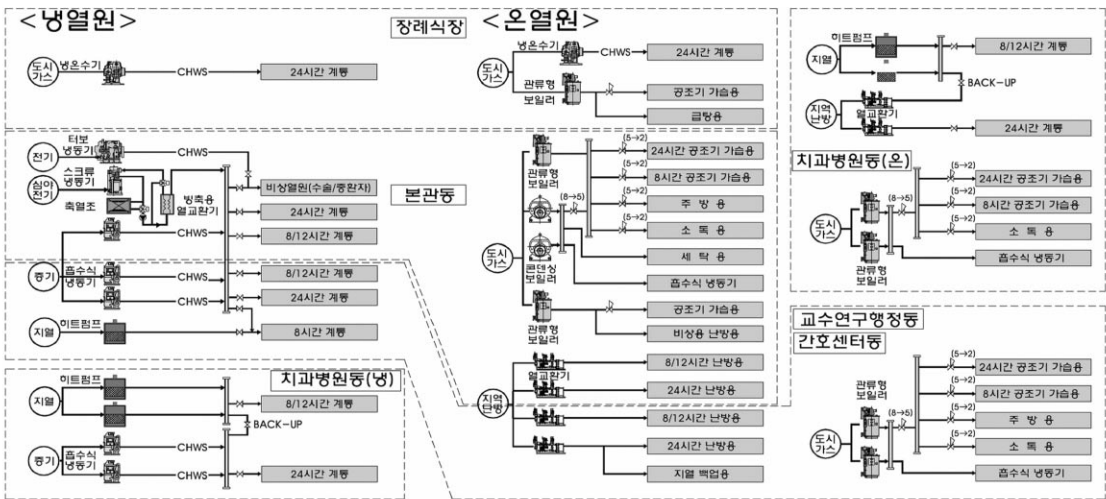 <냉열원>
장례식장
도시
가스
냉온수기
CHWS
24시간 계통
<온열원>
도시
가스
냉온수기
CHWS
24시간 계통
관류형
보일러
공조기 가습용
급탕용
히트펌프
지열
8/12시간 계통
BACK-UP
지역
난방
열교환기
24시간 계통
치과병원동(온)
도시
가스
관류형
보일러
(8→5)
(5→2)
24시간 공조기 가습용
(5→2)
8시간 공조기 가습용
(5→2)
소 독 용
흡수식 냉동기
본관동
전기
터보
냉동기
CHWS
심야
전기
스크류
냉동기
축열조
방축용
열교환기
비상열원(수술/중환자)
24시간 계통
CHWS
8/12시간 계통
증기
흡수식
냉동기
CHWS
8/12시간 계통
CHWS
24시간 계통
지열
히트펌프
8시간 계통
도시
가스
관류형
보일러
(8→5)
(5→2)
24시간 공조기 가습용
(5→2)
8시간 공조기 가습용
(5→2)
주 방 용
(5→2)
소 독 용
콘덴싱
보일러
세 탁 용
흡수식 냉동기
관류형
보일러
공조기 가습용
비상용 난방용
지역
난방
열교환기
8/12시간 난방용
24시간 난방용
8/12시간 난방용
24시간 난방용
지열 백업용
치과병원동(냉)
히트펌프
지열
8/12시간 계통
BACK-UP
증기
흡수식
냉동기
CHWS
CHWS
24시간 계통
교수연구행정동
간호센터동
도시
가스
관류형
보일러
(8→5)
(5→2)
24시간 공조기 가습용
(5→2)
8시간 공조기 가습용
(5→2)
주 방 용
(5→2)
소 독 용
흡수식 냉동기